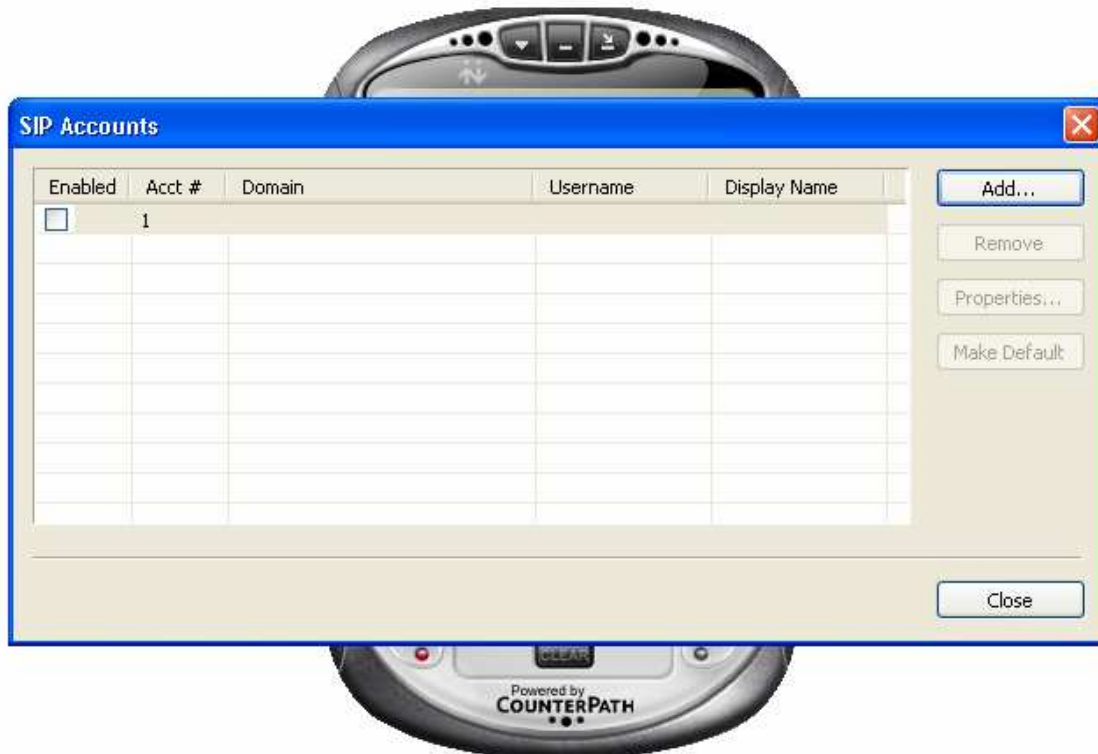 SIP Accounts
Enabled Acct # Domain Username Display Name
1
Add...
Remove
Properties...
Make Default
Close
CLEAR
Powered by
COUNTERPATH